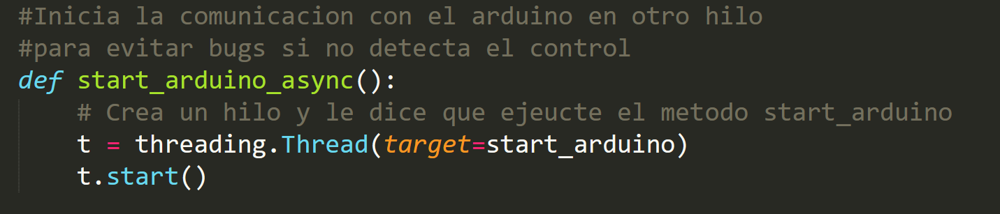 #Inicia la comunicacion con el arduino en otro hilo
#para evitar bugs si no detecta el control
def start_arduino_async():
    # Crea un hilo y le dice que ejeucte el metodo start_arduino
    t = threading.Thread(target=start_arduino)
    t.start()